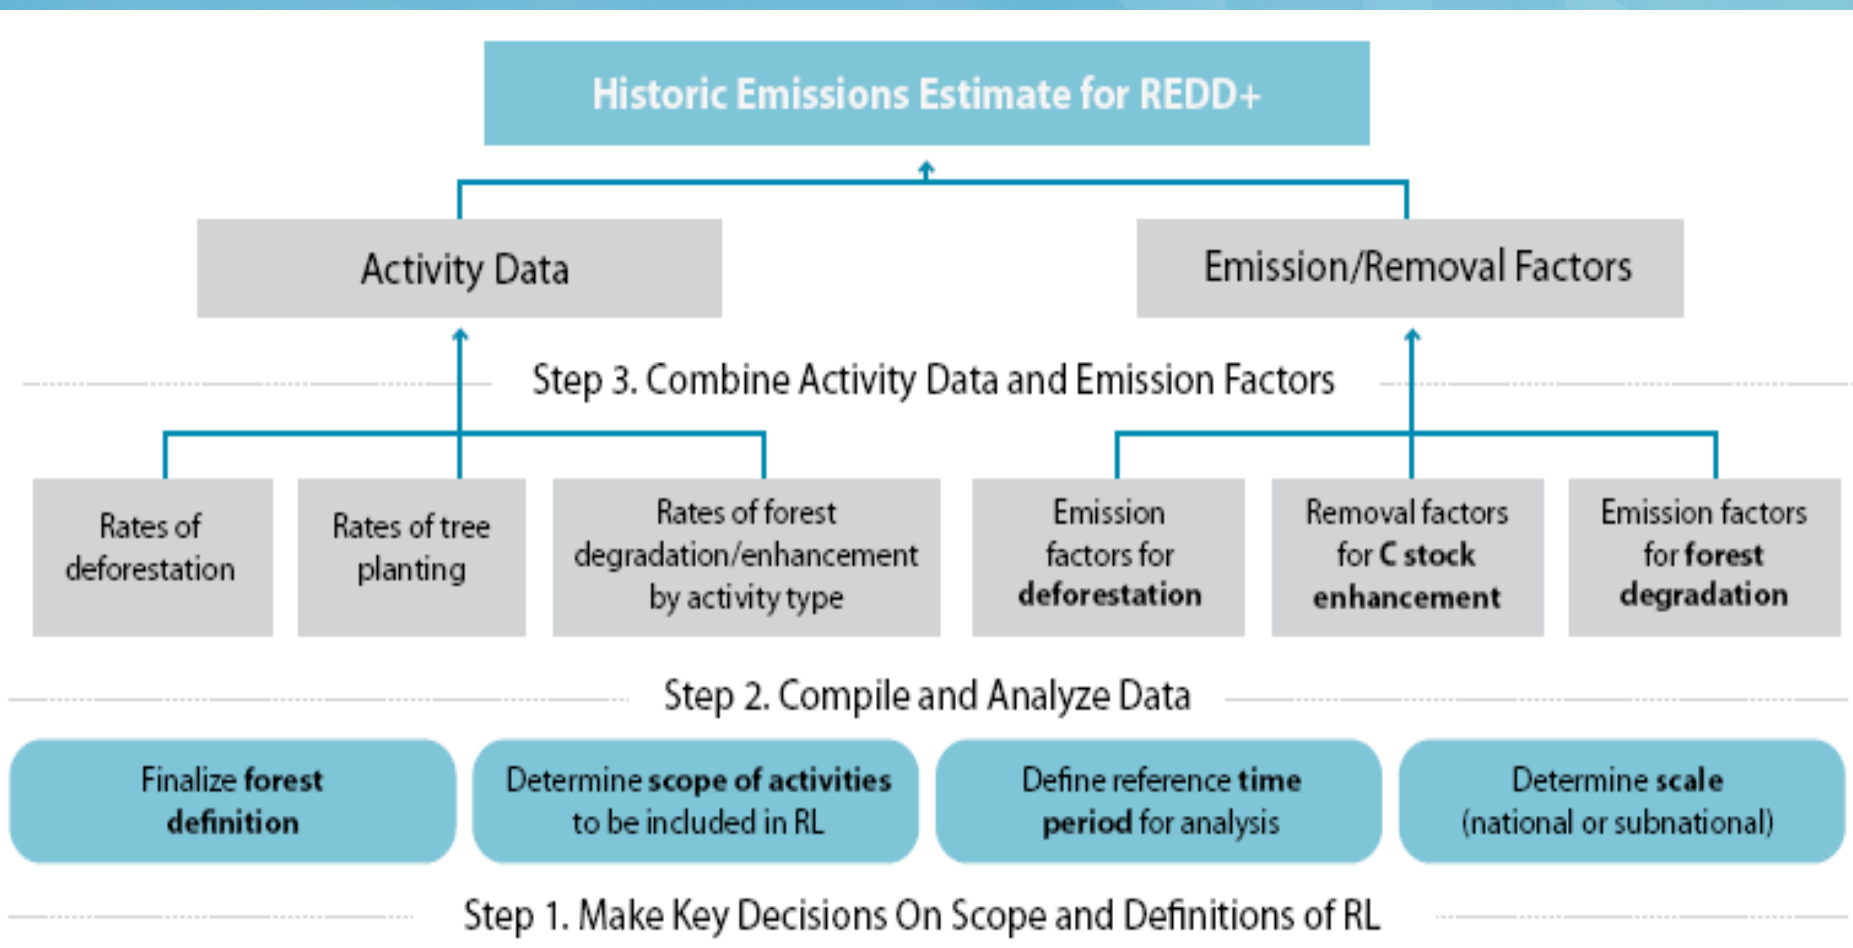 Historic Emissions Estimate for REDD+
Activity Data
Emission/Removal Factors
Step 3. Combine Activity Data and Emission Factors
Rates of
deforestation
Rates of tree
planting
Rates of forest
degradation/enhancement
by activity type
Emission
factors for
deforestation
Removal factors
for C stock
enhancement
Emission factors
for forest
degradation
Step 2. Compile and Analyze Data
Finalize forest
definition
Determine scope of activities
to be included in RL
Define reference time
period for analysis
Determine scale
(national or subnational)
Step 1. Make Key Decisions On Scope and Definitions of RL